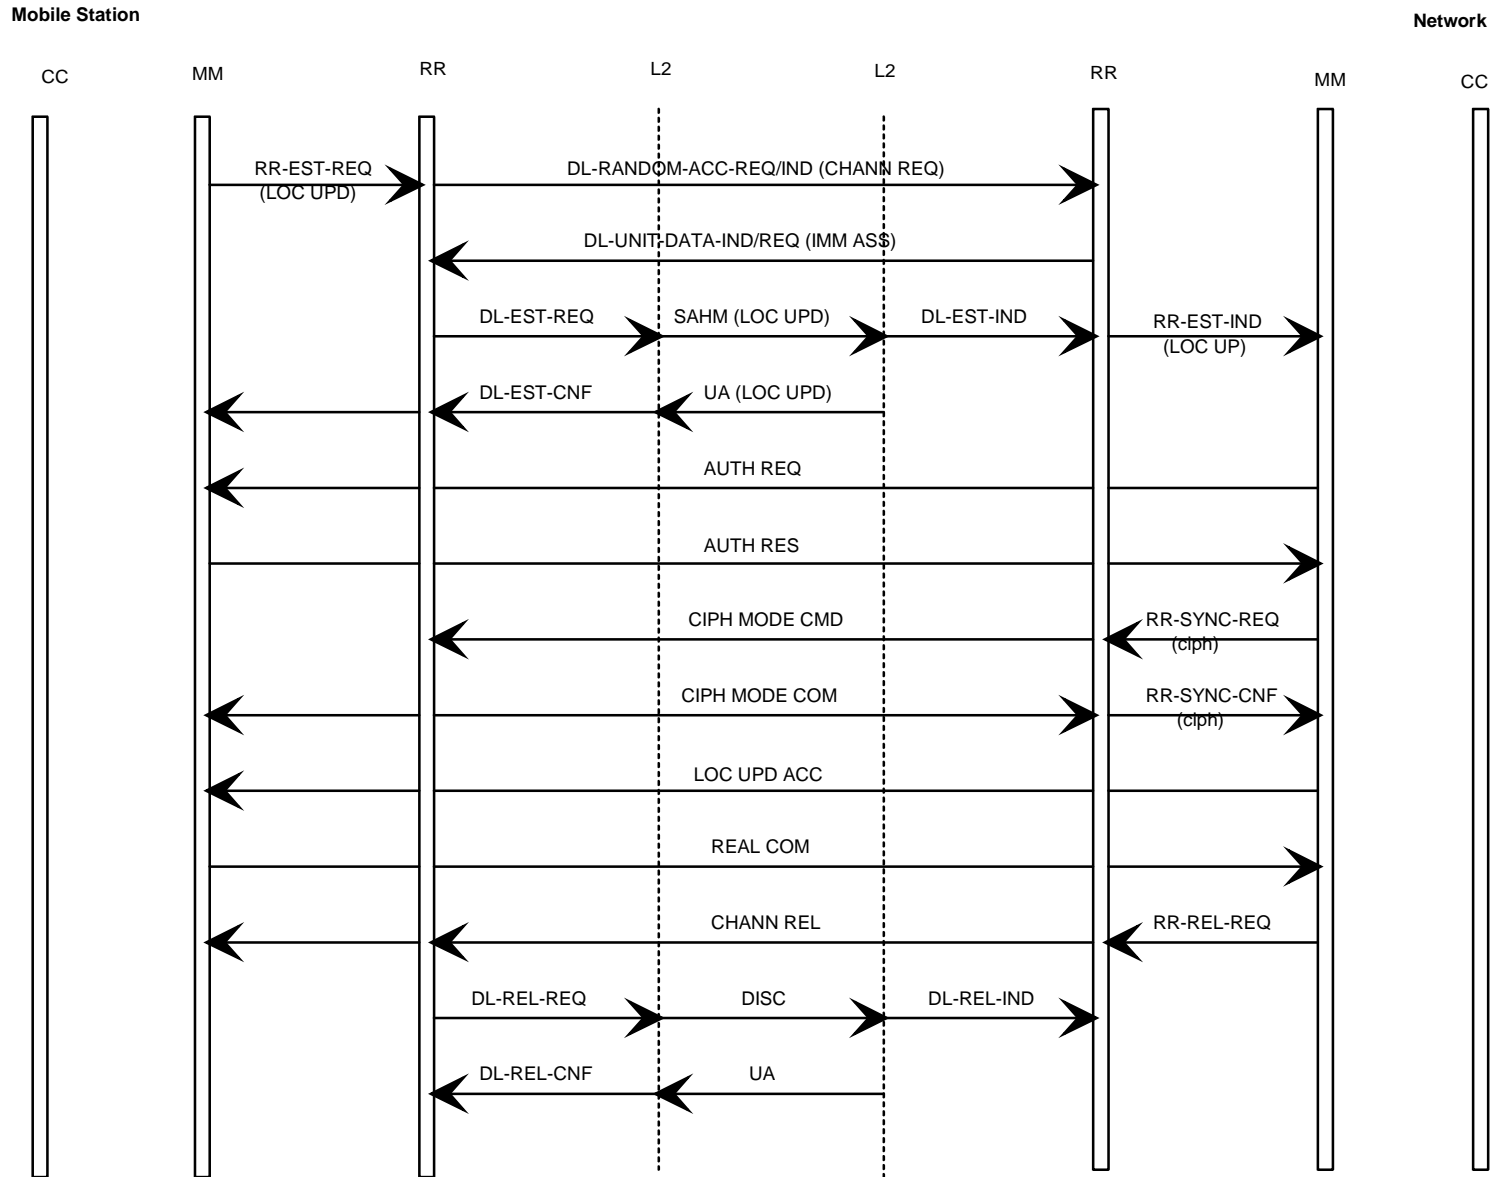 Mobile Station
Network
CC
MM
RR
L2
L2
RR
MM
CC
RR-EST-REQ
(LOC UPD)
DL-RANDOM-ACC-REQ/IND (CHANN REQ)
DL-UNIT-DATA-IND/REQ (IMM ASS)
DL-EST-REQ
SAHM (LOC UPD)
DL-EST-IND
RR-EST-IND
(LOC UP)
DL-EST-CNF
UA (LOC UPD)
AUTH REQ
AUTH RES
CIPH MODE CMD
RR-SYNC-REQ
(ciph)
CIPH MODE COM
RR-SYNC-CNF
(ciph)
LOC UPD ACC
REAL COM
CHANN REL
RR-REL-REQ
DL-REL-REQ
DISC
DL-REL-IND
DL-REL-CNF
UA